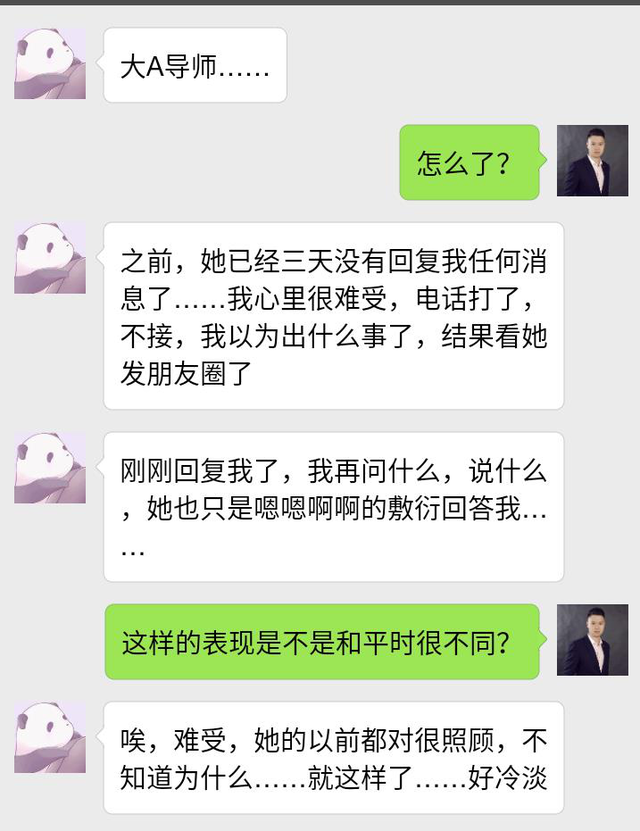 大A导师……
怎么了？
之前，她已经三天没有回复我任何消
息了……我心里很难受，电话打了，
不接，我以为出什么事了，结果看她
发朋友圈了
刚刚回复我了，我再问什么，说什么
，她也只是嗯嗯啊啊的敷衍回答我…
…
这样的表现是不是和平时很不同？
唉，难受，她的以前都对很照顾，不
知道为什么……就这样了……好冷淡